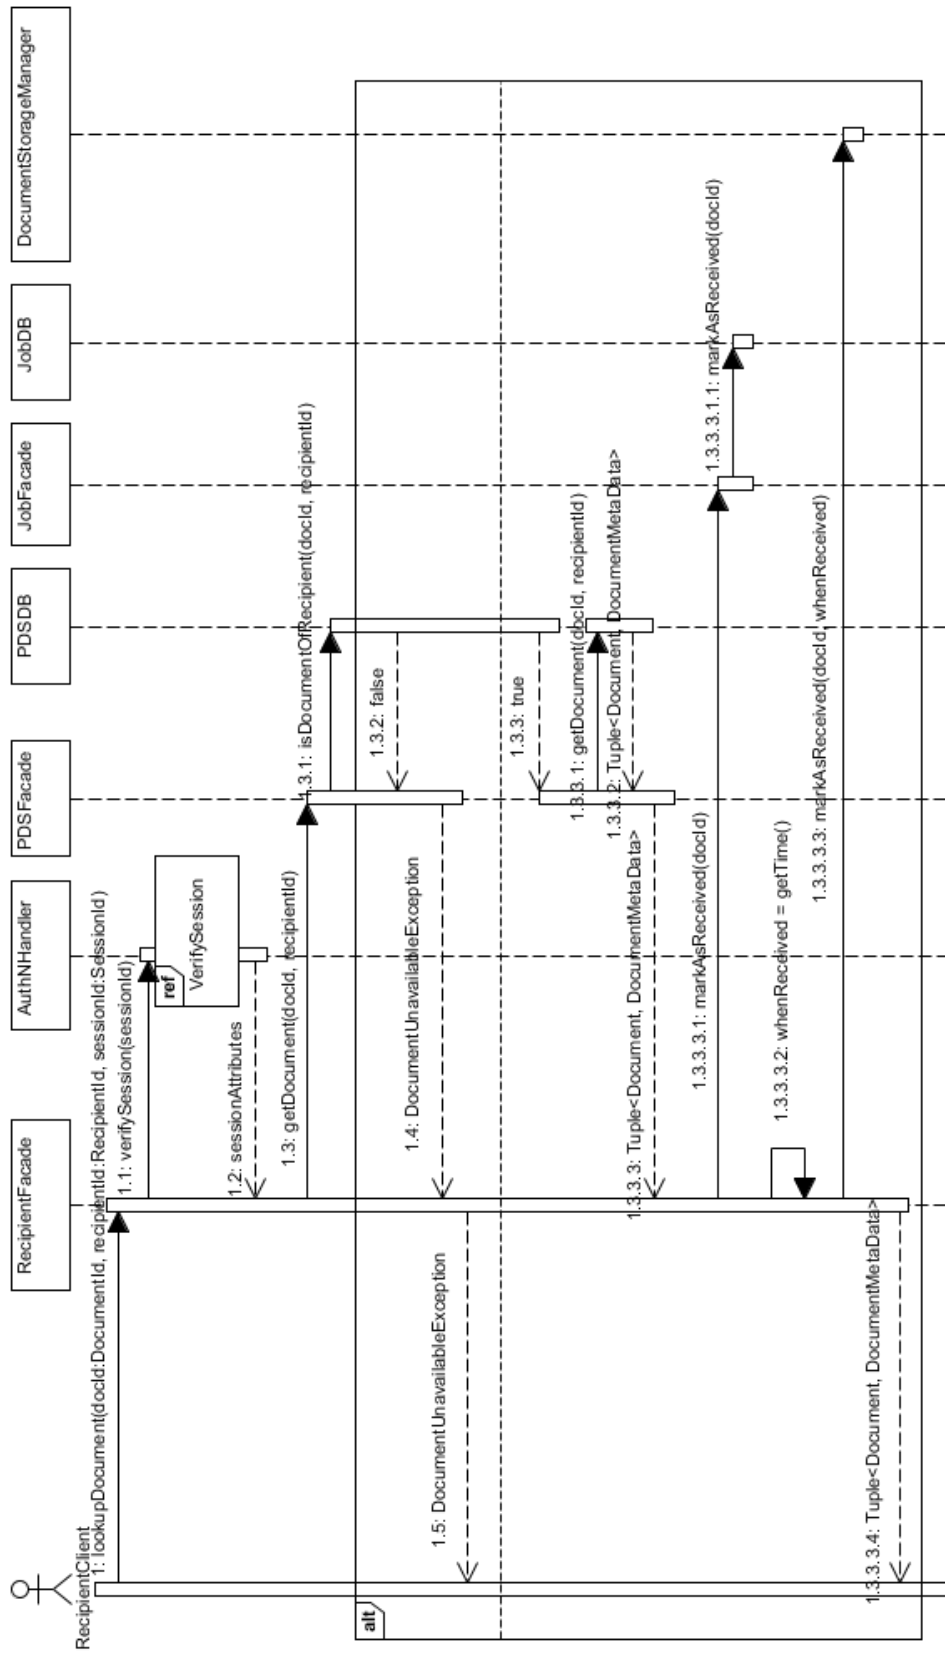 RecipientClient
RecipientFacade
AuthNHandler
PDSFacade
PDSDB
JobFacade
JobDB
DocumentStorageManager
1: lookupDocument(docId:DocumentId, recipientId:RecipientId, sessionId:SessionId)
1.1: verifySession(sessionId)
ref
VerifySession
1.2: sessionAttributes
1.3: getDocument(docId, recipientId)
1.3.1: isDocumentOfRecipient(docId, recipientId)
alt
1.3.2: false
1.4: DocumentUnavailableException
1.5: DocumentUnavailableException
1.3.3: true
1.3.3.1: getDocument(docId, recipientId)
1.3.3.2: Tuple<Document, DocumentMetaData>
1.3.3.3: Tuple<Document, DocumentMetaData>
1.3.3.3.1: markAsReceived(docId)
1.3.3.3.1.1: markAsReceived(docId)
1.3.3.3.2: whenReceived = getTime()
1.3.3.3.3: markAsReceived(docId, whenReceived)
1.3.3.3.4: Tuple<Document, DocumentMetaData>